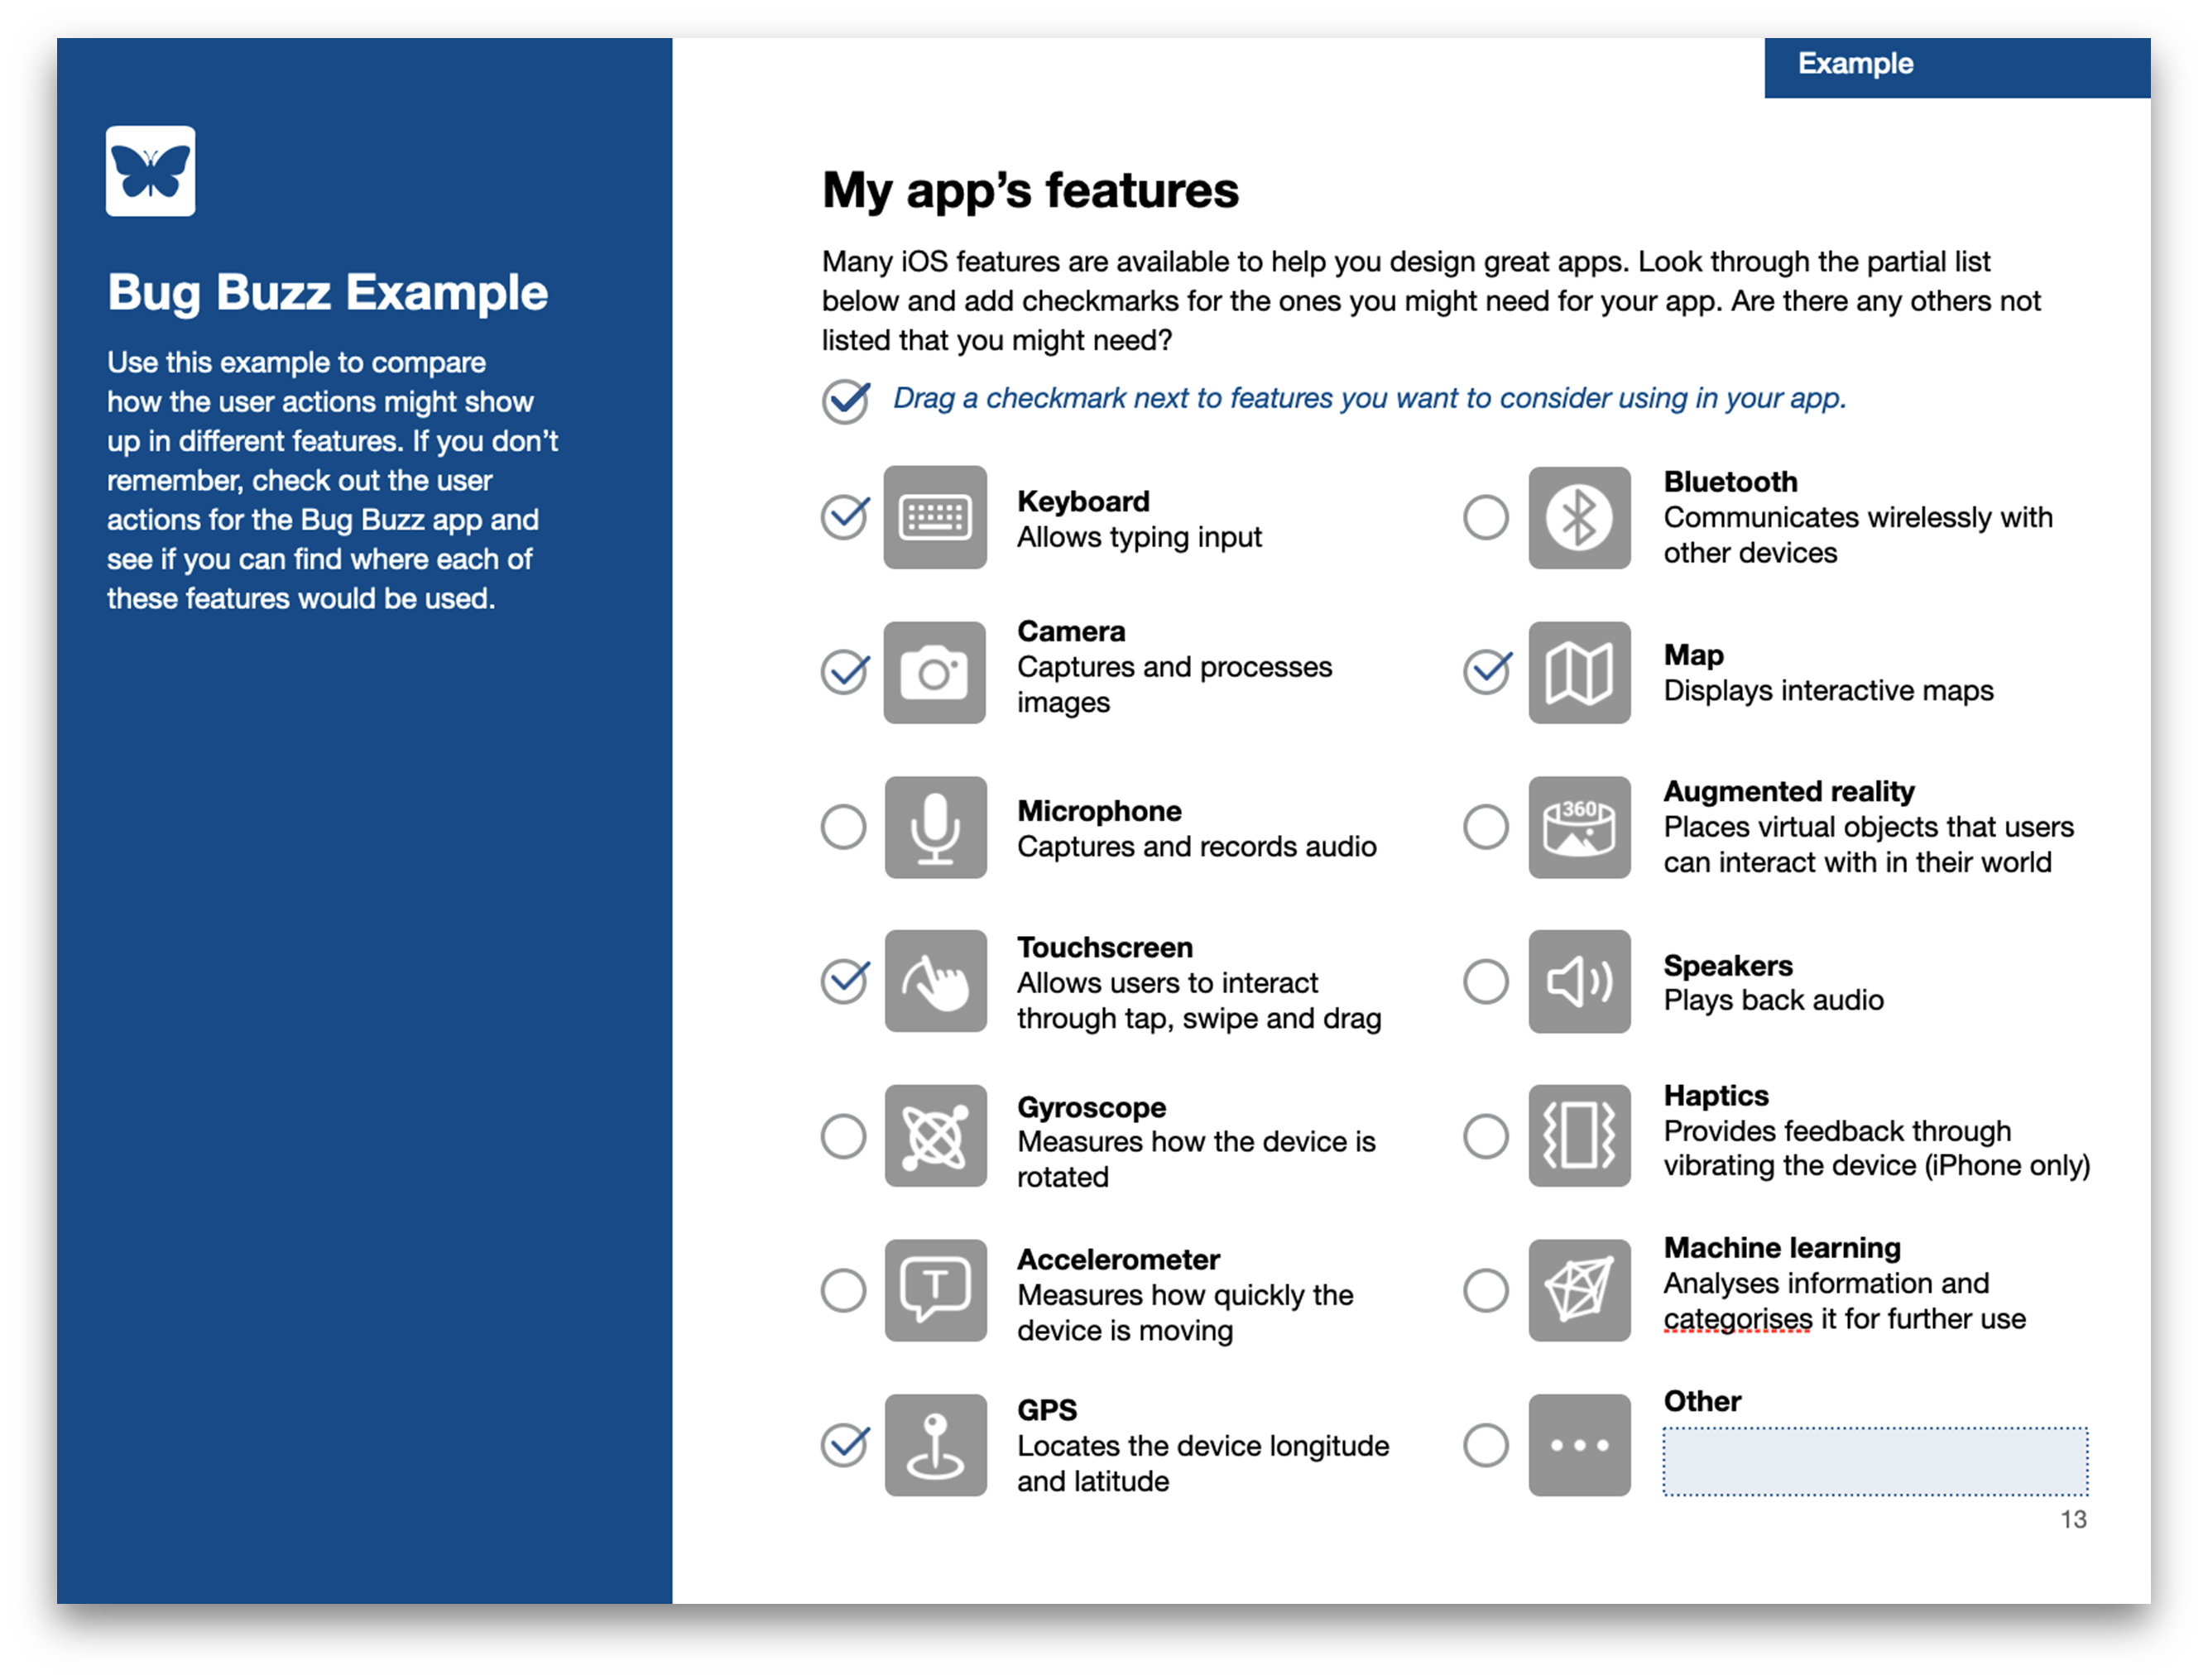 Example
Bug Buzz Example
Use this example to compare
how the user actions might show
up in different features. If you don’t
remember, check out the user
actions for the Bug Buzz app and
see if you can find where each of
these features would be used.
My app’s features
Many iOS features are available to help you design great apps. Look through the partial list
below and add checkmarks for the ones you might need for your app. Are there any others not
listed that you might need?
Drag a checkmark next to features you want to consider using in your app.
Keyboard
Allows typing input
Camera
Captures and processes
images
Microphone
Captures and records audio
Touchscreen
Allows users to interact
through tap, swipe and drag
Gyroscope
Measures how the device is
rotated
T
Accelerometer
Measures how quickly the
device is moving
GPS
Locates the device longitude
and latitude
Bluetooth
Communicates wirelessly with
other devices
Map
Displays interactive maps
360
Augmented reality
Places virtual objects that users
can interact with in their world
Speakers
Plays back audio
Haptics
Provides feedback through
vibrating the device (iPhone only)
Machine learning
Analyses information and
categorises it for further use
Other
13